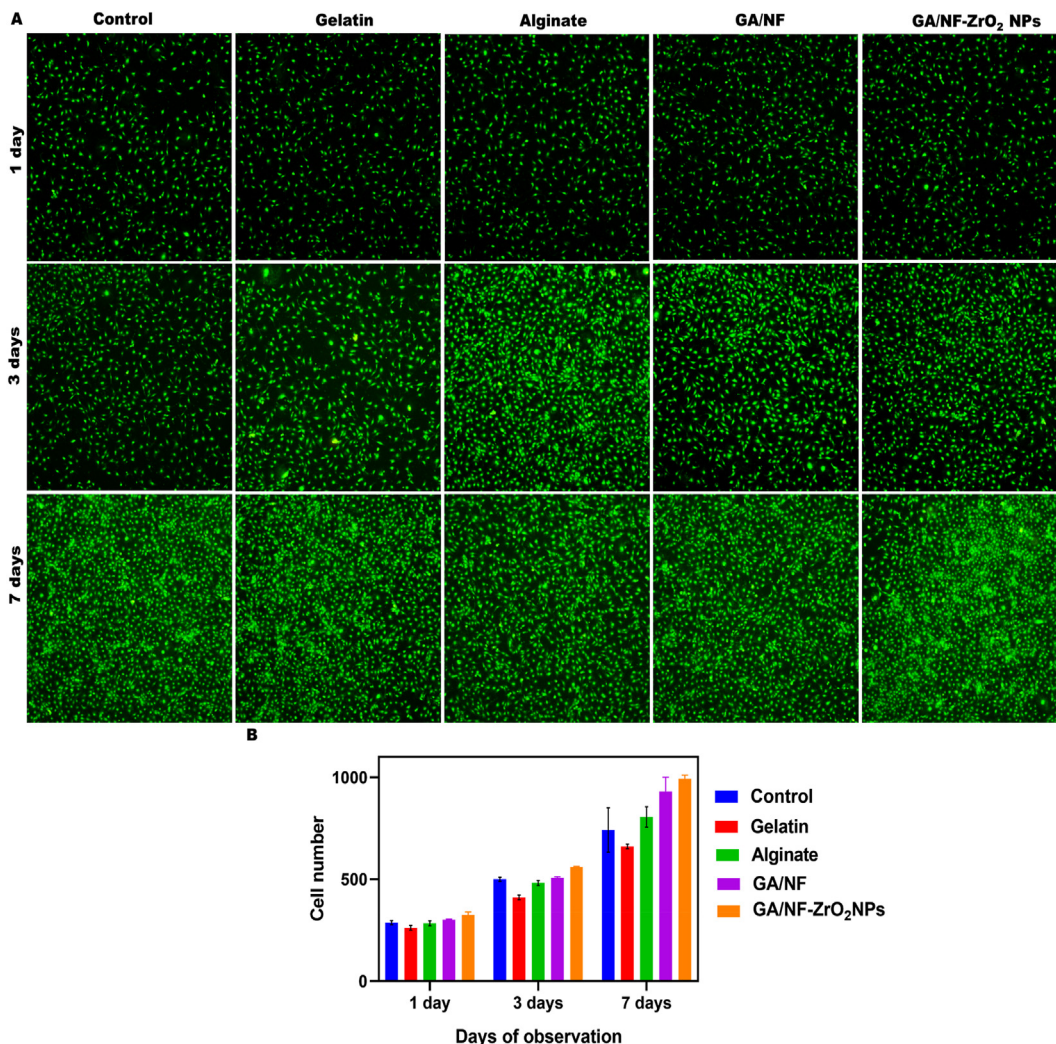 A
Control Gelatin Alginate GA/NF GA/NF-ZrO₂ NPs
1 day
3 days
7 days
B
1000
500
0
Cell number
1 day 3 days 7 days
Days of observation
Control
Gelatin
Alginate
GA/NF
GA/NF-ZrO₂NPs